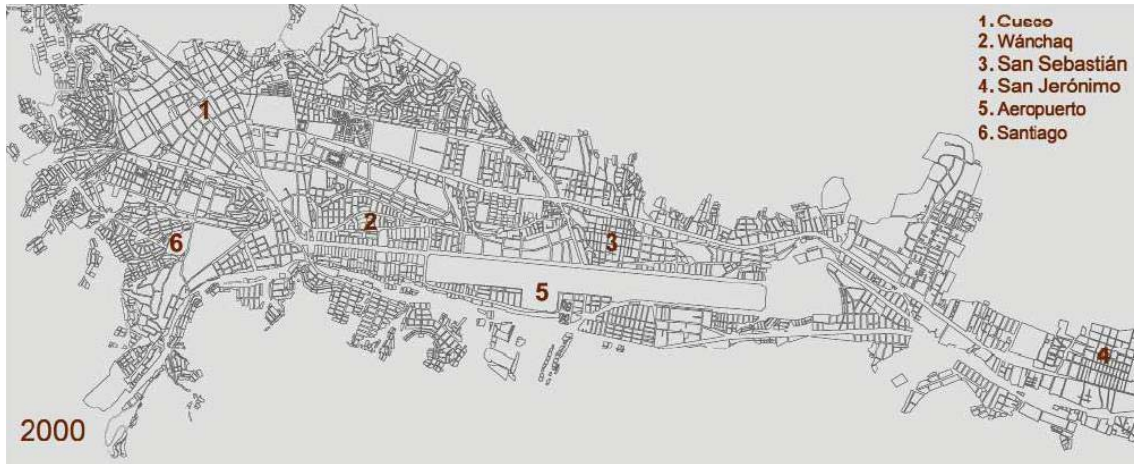 1. Cusco
2. Wánchaq
3. San Sebastián
4. San Jerónimo
5. Aeropuerto
6. Santiago
1
2
3
6
5
4
2000